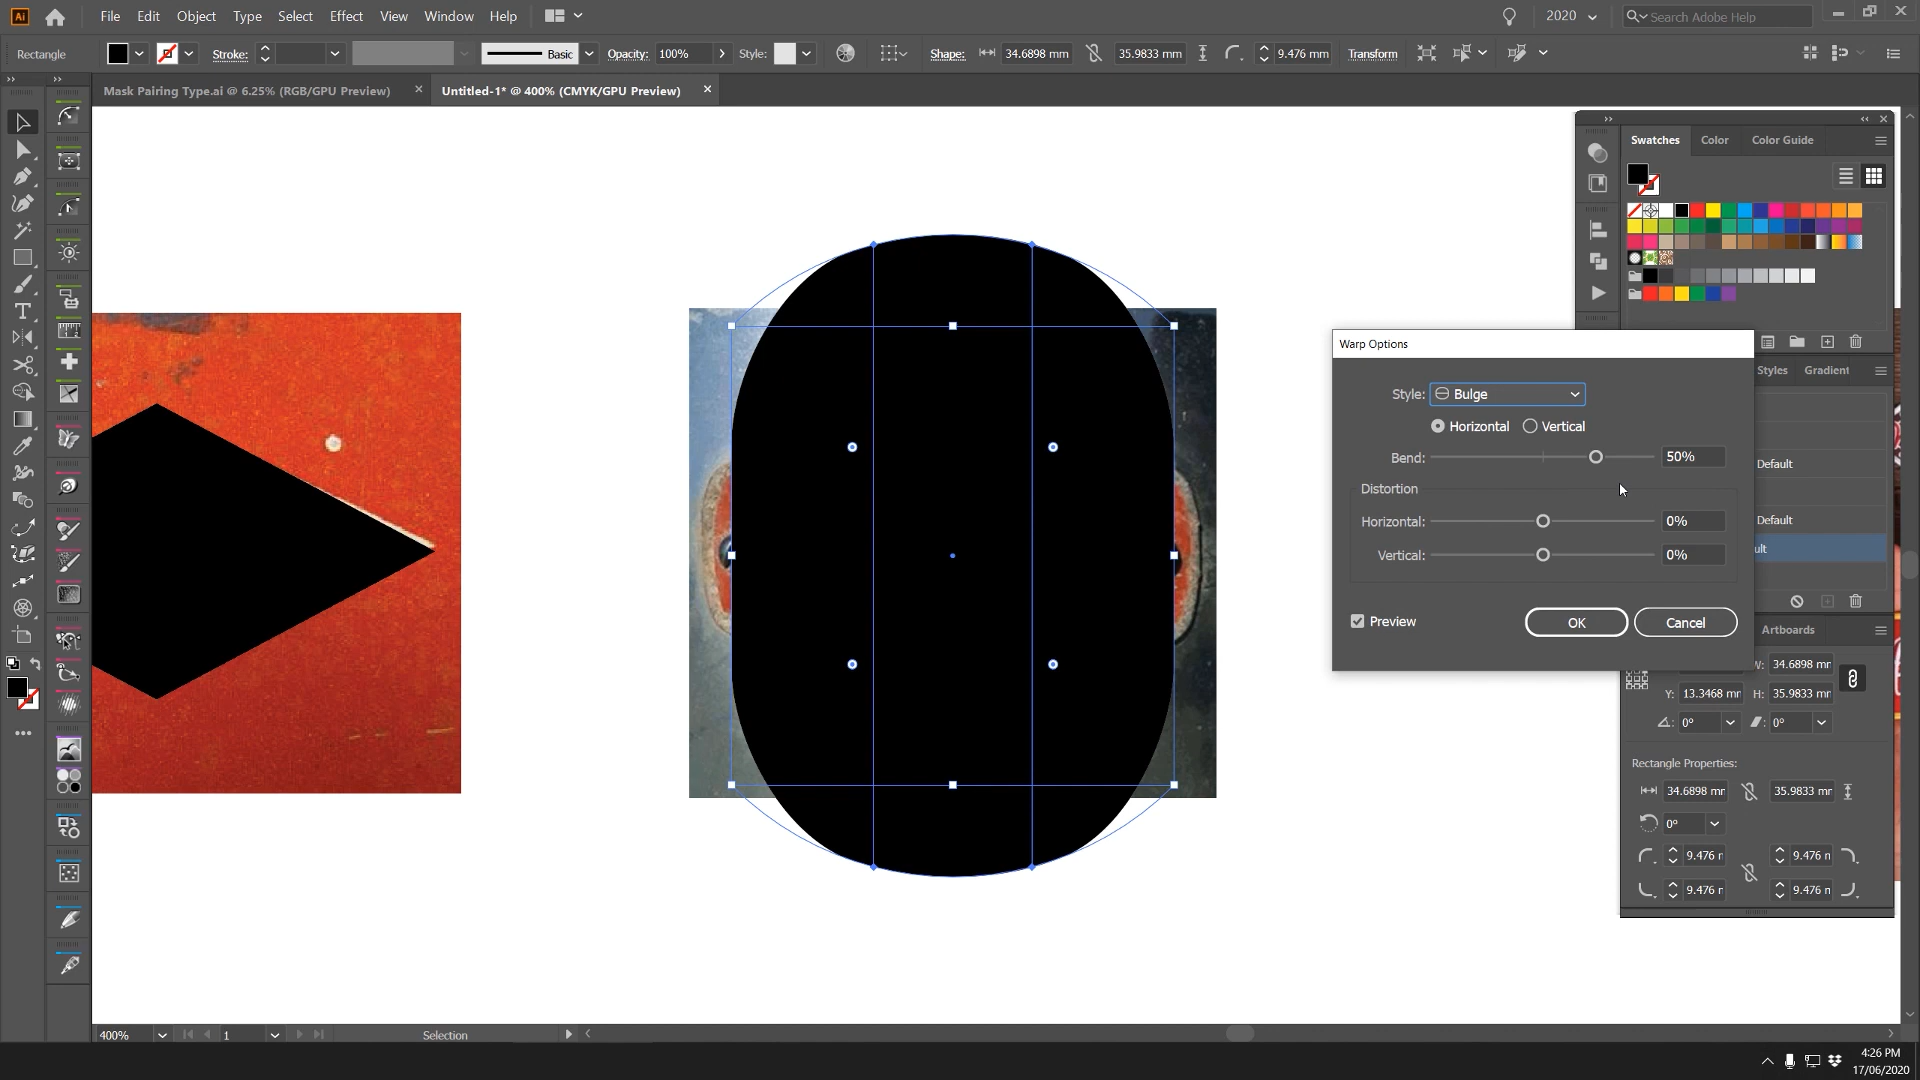 Ai File Edit Object Type Select Effect View Window Help 2020 Search Adobe Help
Rectangle Stroke: Basic Opacity: 100% Style: Shape: 34.6898 mm 35.9833 mm 9.476 mm Transform
Mask Pairing Type.ai @ 6.25% (RGB/GPU Preview) Untitled-1* @ 400% (CMYK/GPU Preview)
Swatches Color Color Guide
Warp Options
Styles Gradient
Style: Bulge
Horizontal Vertical
Bend: 50%
Default
Distortion
Horizontal: 0%
Default
Vertical: 0%
ult
Preview OK Cancel
Artboards
W: 34.6898 mr
Y: 13.3468 mm H: 35.9833 mr
0° 0°
Rectangle Properties:
34.6898 mr 35.9833 mr
0°
9.476 r 9.476 r
9.476 r 9.476 r
400% 1 Selection
4:26 PM
17/06/2020